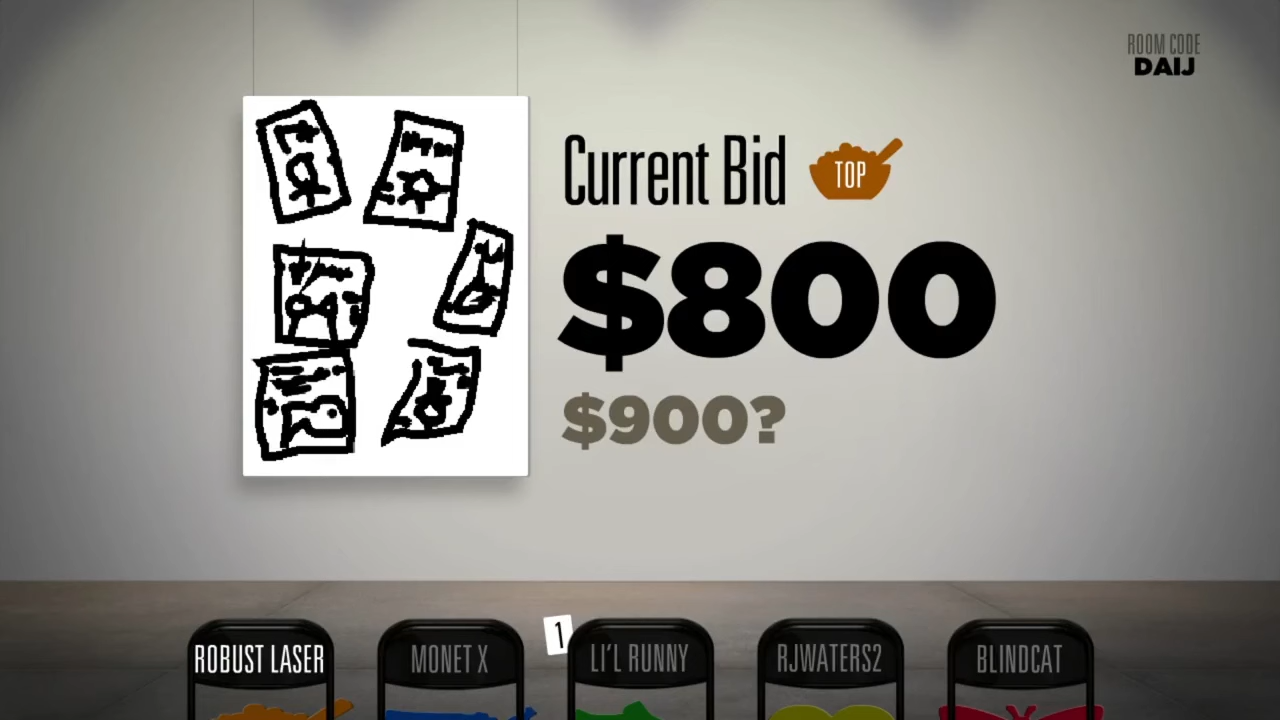 ROOM CODE
DAIJ
Current Bid
TOP
$800
$900?
1
ROBUST LASER
MONET X
LI'L RUNNY
RJWATERS2
BLINDCAT